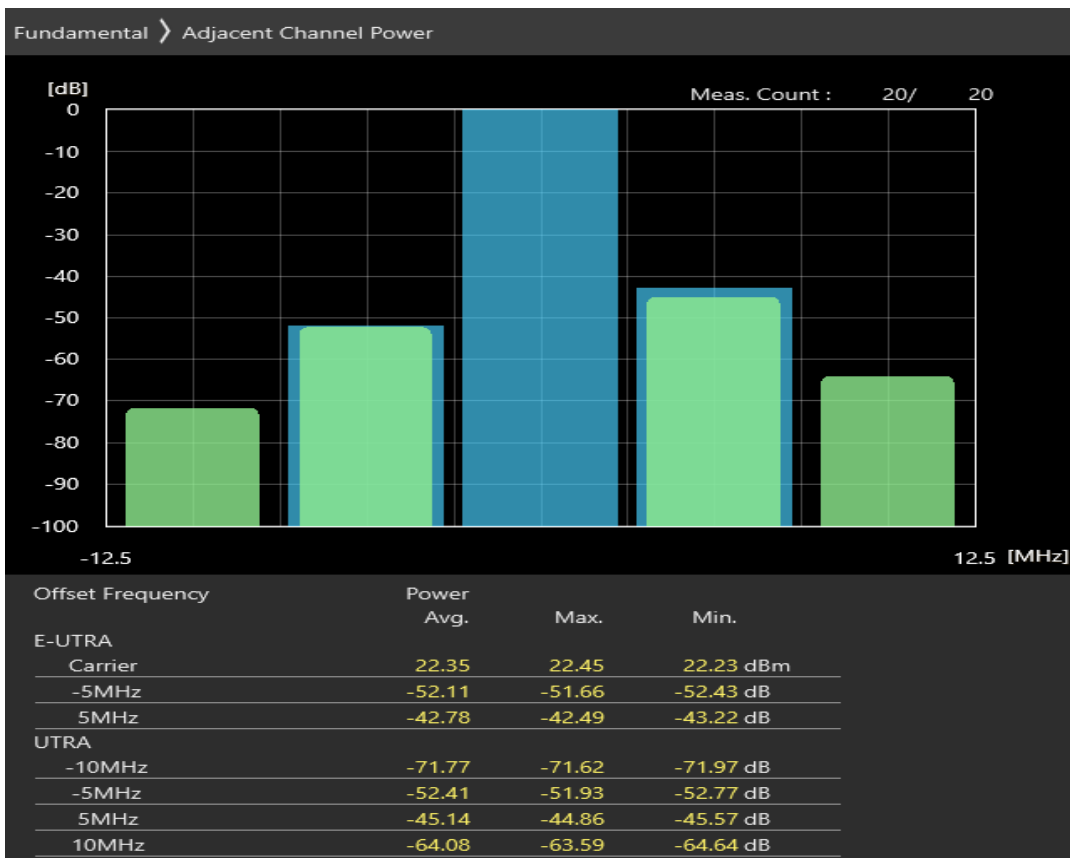 Fundamental 〉 Adjacent Channel Power
[dB]
Meas. Count : 20/ 20
0
-10
-20
-30
-40
-50
-60
-70
-80
-90
-100
-12.5 12.5 [MHz]
Offset Frequency Power
Avg. Max. Min.
E-UTRA
Carrier 22.35 22.45 22.23 dBm
-5MHz -52.11 -51.66 -52.43 dB
5MHz -42.78 -42.49 -43.22 dB
UTRA
-10MHz -71.77 -71.62 -71.97 dB
-5MHz -52.41 -51.93 -52.77 dB
5MHz -45.14 -44.86 -45.57 dB
10MHz -64.08 -63.59 -64.64 dB